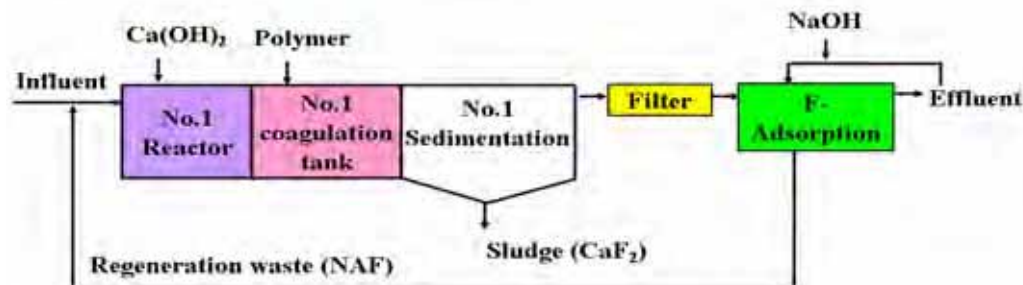 NaOH
Ca(OH)₂ Polymer
Influent
No.1
Reactor
No.1
coagulation
tank
No.1
Sedimentation
Filter
F-
Adsorption
Effluent
Sludge (CaF₂)
Regeneration waste (NAF)